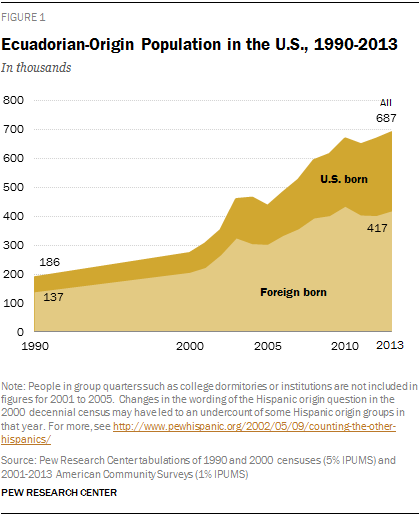 FIGURE 1
Ecuadorian-Origin Population in the U.S., 1990-2013
In thousands
800
700
600
500
400
300
200
100
0
All
687
U.S. born
417
186
137
Foreign born
1990
2000
2005
2010
2013
Note: People in group quarters such as college dormitories or institutions are not included in
figures for 2001 to 2005. Changes in the wording of the Hispanic origin question in the
2000 decennial census may have led to an undercount of some Hispanic origin groups in
that year. For more, see http://www.pewhispanic.org/2002/05/09/counting-the-other-
hispanics/
Source: Pew Research Center tabulations of 1990 and 2000 censuses (5% IPUMS) and
2001-2013 American Community Surveys (1% IPUMS)
PEW RESEARCH CENTER